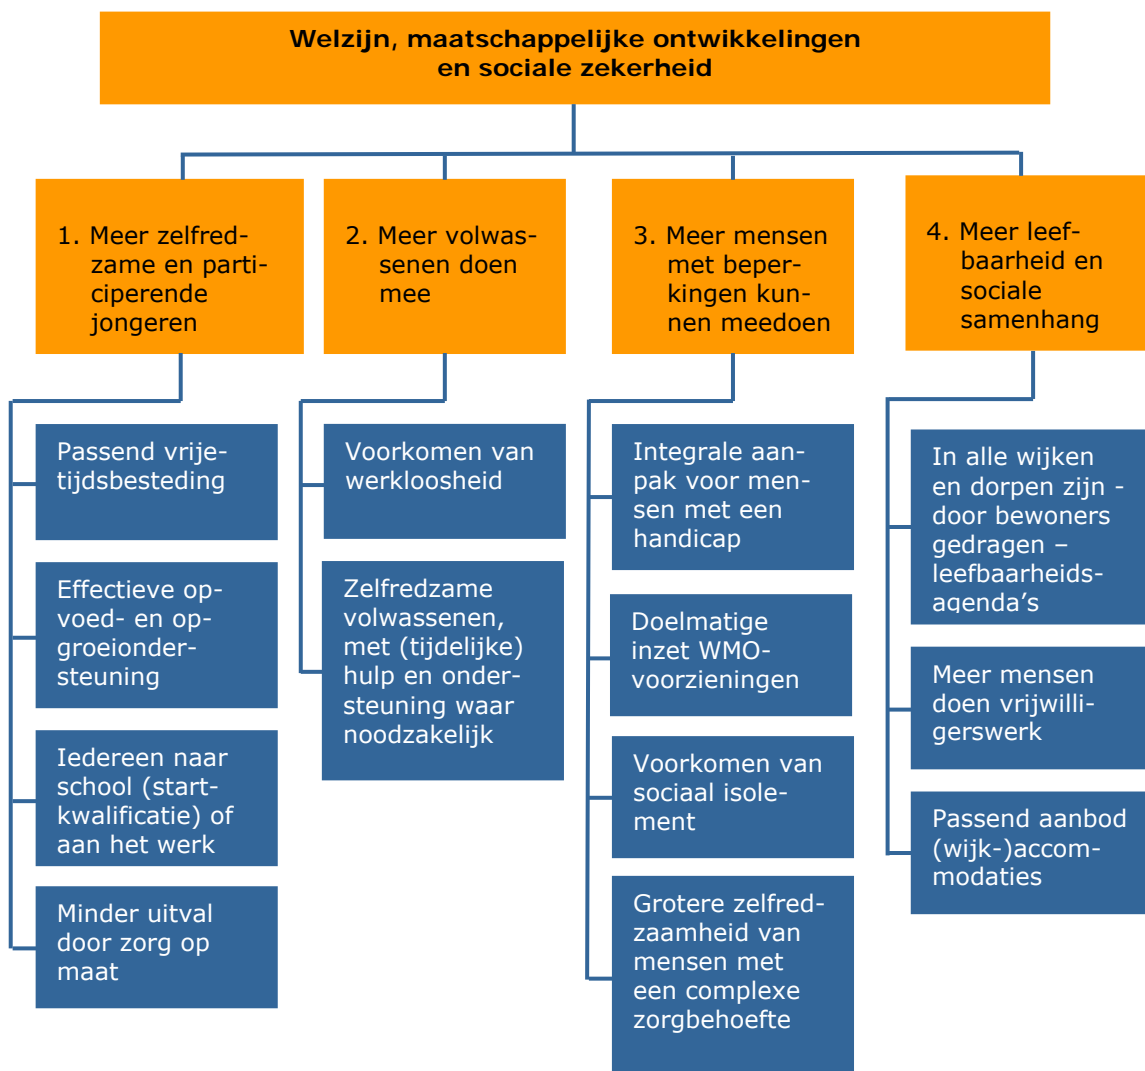 Welzijn, maatschappelijke ontwikkelingen
en sociale zekerheid
1. Meer zelfred-
zame en parti-
ciperende
jongeren
Passend vrije-
tijdsbesteding
Effectieve op-
voed- en op-
groeionder-
steuning
Iedereen naar
school (start-
kwalificatie) of
aan het werk
Minder uitval
door zorg op
maat
2. Meer volwas-
senen doen
mee
Voorkomen van
werkloosheid
Zelfredzame
volwassenen,
met (tijdelijke)
hulp en onder-
steuning waar
noodzakelijk
3. Meer mensen
met beper-
kingen kun-
nen meedoen
Integrale aan-
pak voor men-
sen met een
handicap
Doelmatige
inzet WMO-
voorzieningen
Voorkomen van
sociaal isole-
ment
Grotere zelfred-
zaamheid van
mensen met
een complexe
zorgbehoefte
4. Meer leef-
baarheid en
sociale
samenhang
In alle wijken
en dorpen zijn -
door bewoners
gedragen –
leefbaarheids-
agenda’s
Meer mensen
doen vrijwilli-
gerswerk
Passend aanbod
(wijk-)accom-
modaties